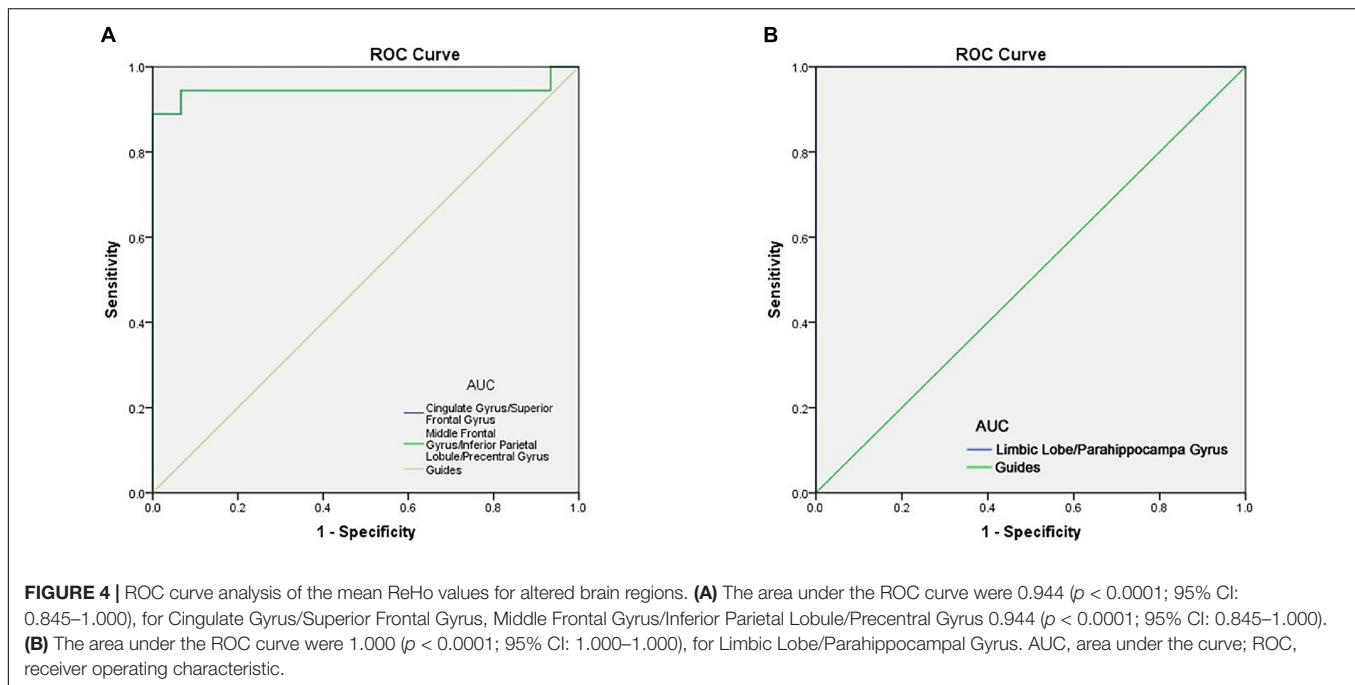 A
ROC Curve
1.0
0.8
0.6
0.4
0.2
0.0
Sensitivity
AUC
Cingulate Gyrus/Superior
Frontal Gyrus
Middle Frontal
Gyrus/Inferior Parietal
Lobule/Precentral Gyrus
Guides
0.0 0.2 0.4 0.6 0.8 1.0
1 - Specificity
B
ROC Curve
1.0
0.8
0.6
0.4
0.2
0.0
Sensitivity
AUC
Limbic Lobe/Parahippocampa Gyrus
Guides
0.0 0.2 0.4 0.6 0.8 1.0
1 - Specificity
FIGURE 4 | ROC curve analysis of the mean ReHo values for altered brain regions. (A) The area under the ROC curve were 0.944 (p < 0.0001; 95% CI:
0.845–1.000), for Cingulate Gyrus/Superior Frontal Gyrus, Middle Frontal Gyrus/Inferior Parietal Lobule/Precentral Gyrus 0.944 (p < 0.0001; 95% CI: 0.845–1.000).
(B) The area under the ROC curve were 1.000 (p < 0.0001; 95% CI: 1.000–1.000), for Limbic Lobe/Parahippocampal Gyrus. AUC, area under the curve; ROC,
receiver operating characteristic.